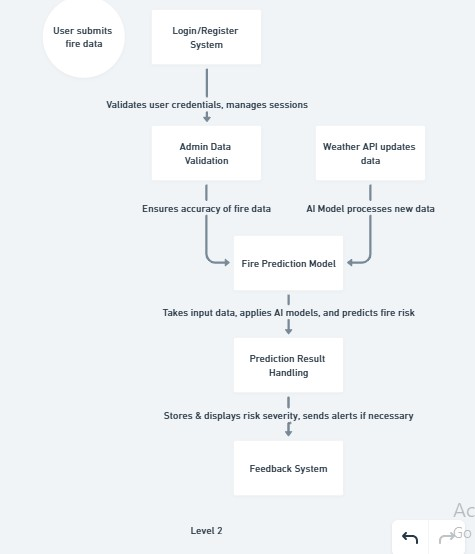 User submits
fire data
Login/Register
System
Validates user credentials, manages sessions
Admin Data
Validation
Weather API updates
data
Ensures accuracy of fire data
AI Model processes new data
Fire Prediction Model
Takes input data, applies AI models, and predicts fire risk
Prediction Result
Handling
Stores & displays risk severity, sends alerts if necessary
Feedback System
Level 2
Ac
Go